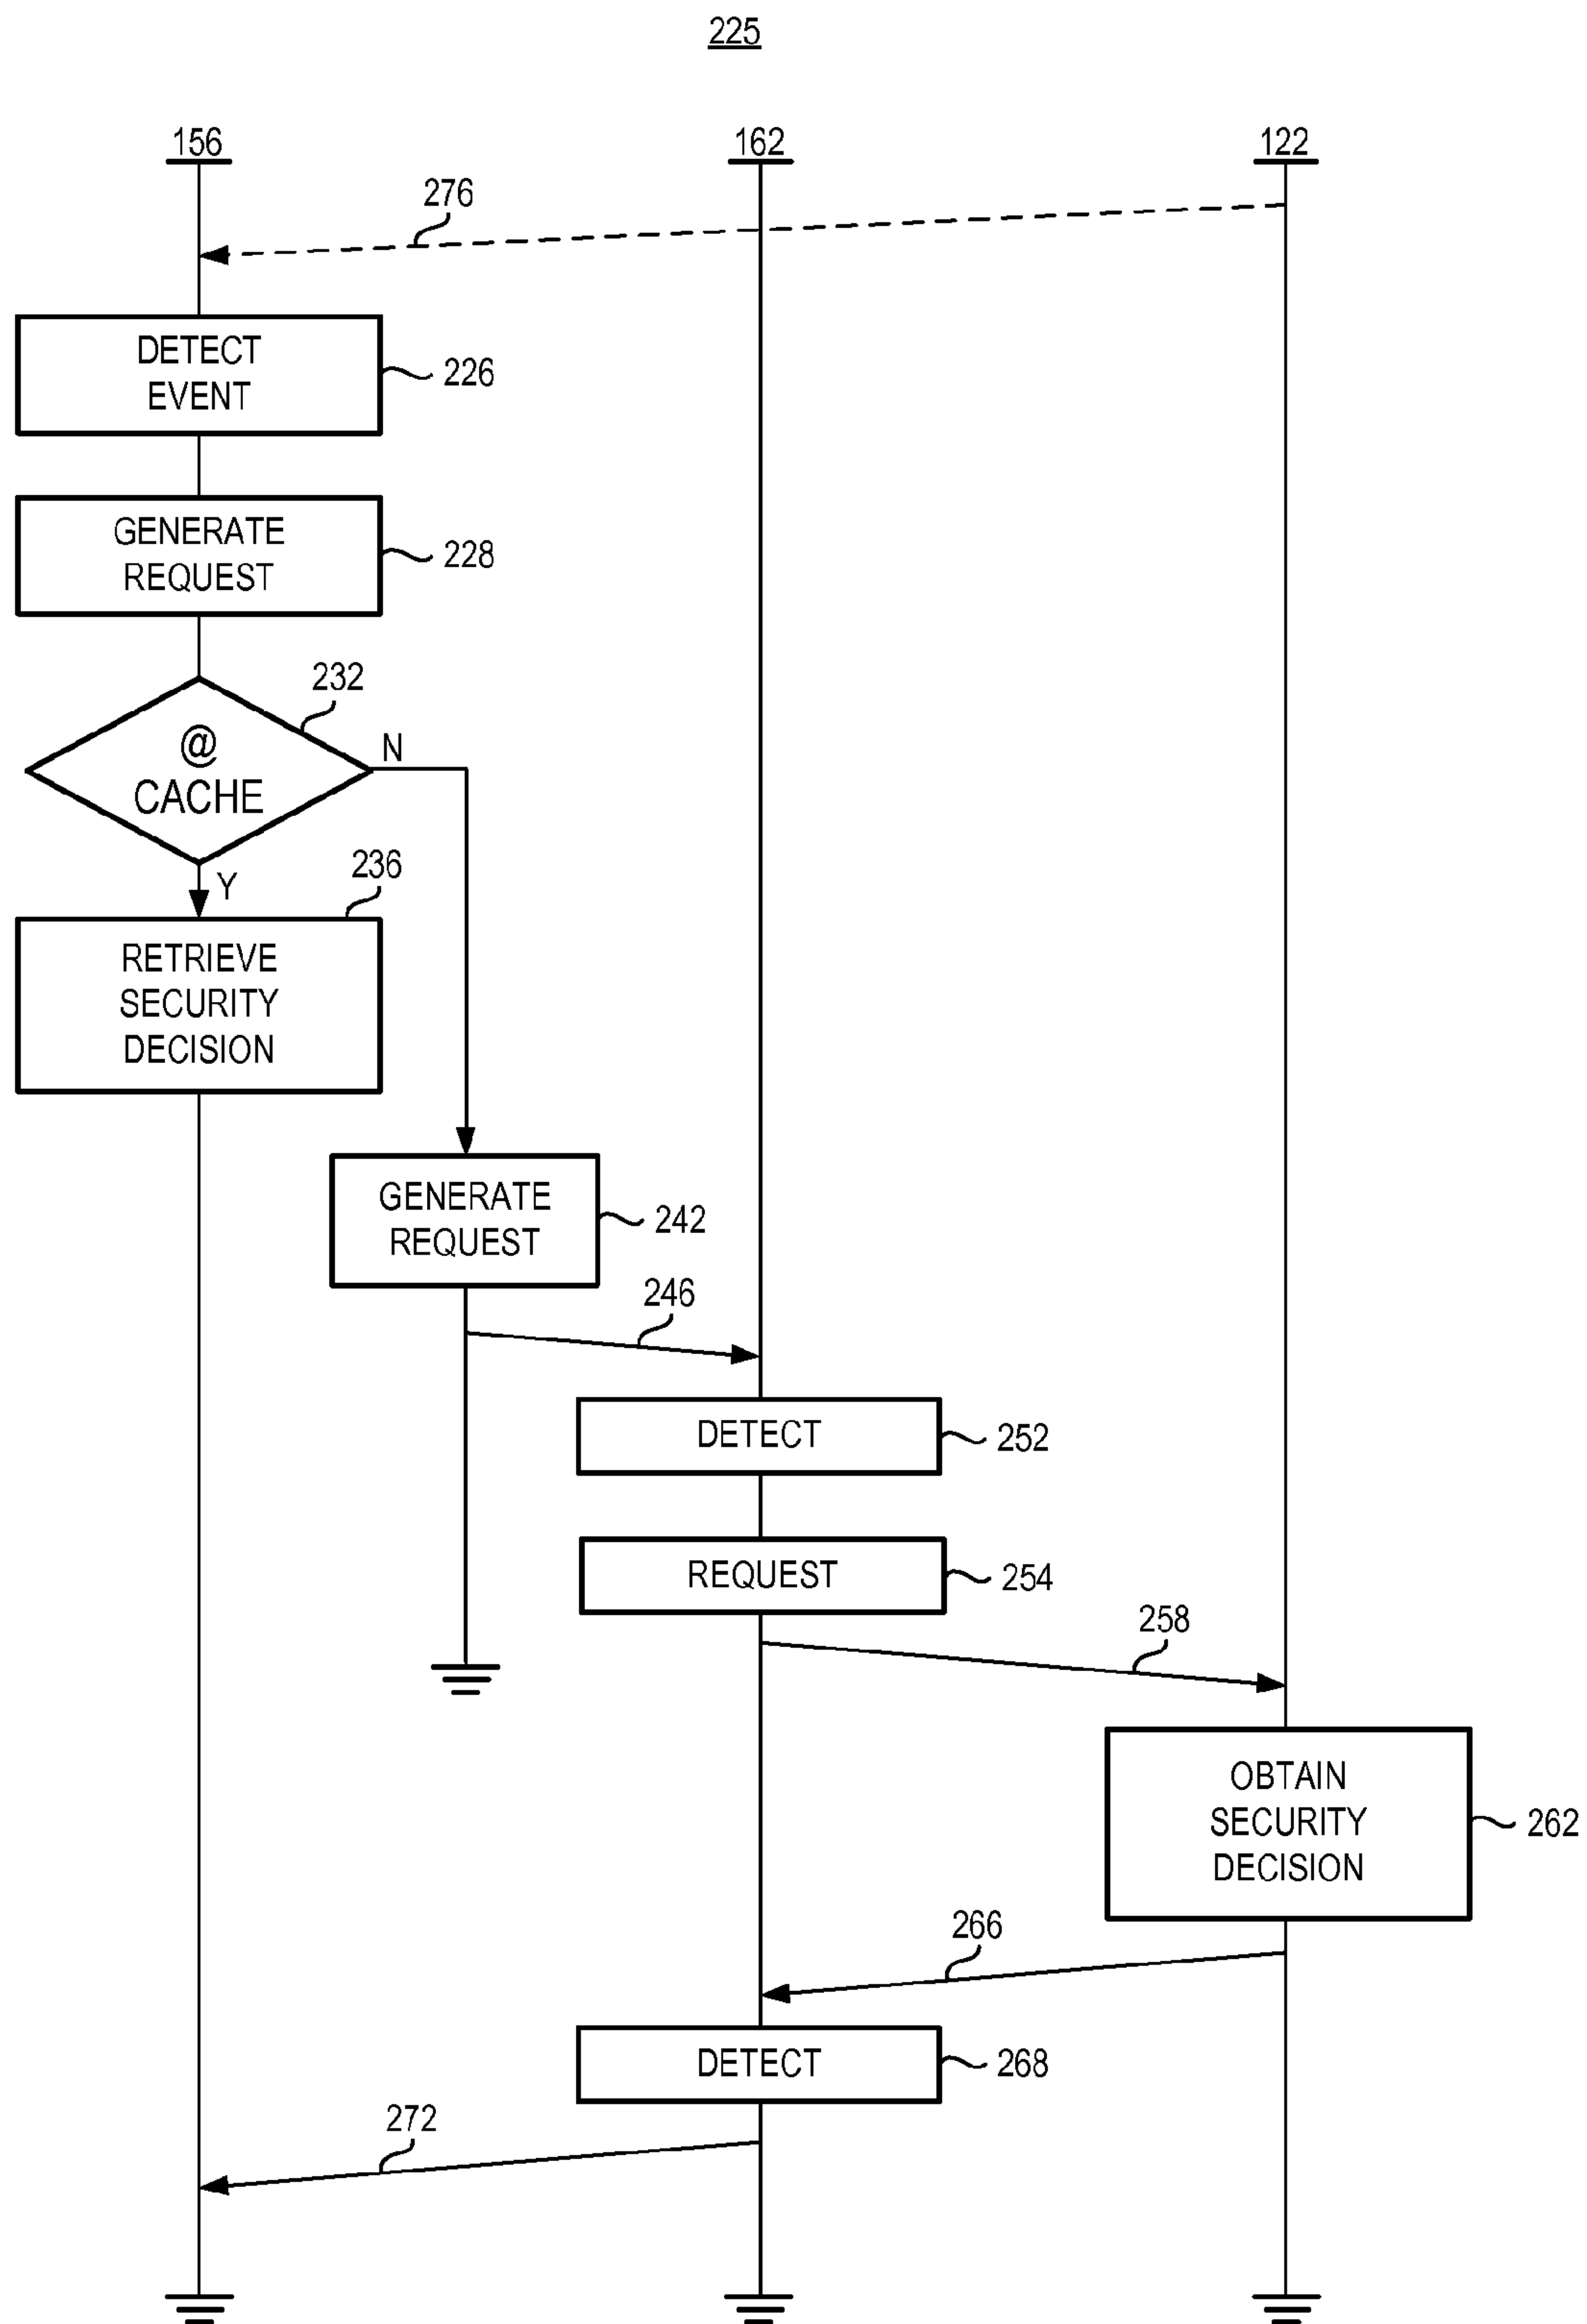 225
156
162
122
276
DETECT
EVENT
226
GENERATE
REQUEST
228
232
@
CACHE
N
Y
236
RETRIEVE
SECURITY
DECISION
GENERATE
REQUEST
242
246
DETECT
252
REQUEST
254
258
OBTAIN
SECURITY
DECISION
262
266
DETECT
268
272